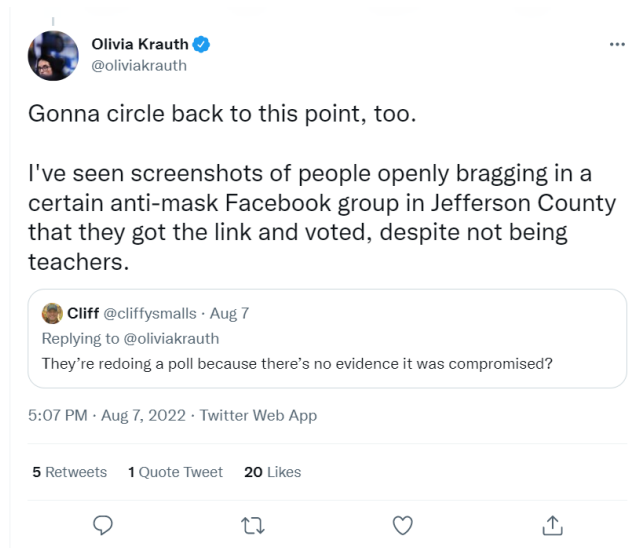 Olivia Krauth
@oliviakrauth
Gonna circle back to this point, too.
I've seen screenshots of people openly bragging in a
certain anti-mask Facebook group in Jefferson County
that they got the link and voted, despite not being
teachers.
Cliff @cliffysmalls · Aug 7
Replying to @oliviakrauth
They're redoing a poll because there's no evidence it was compromised?
5:07 PM · Aug 7, 2022 · Twitter Web App
5 Retweets 1 Quote Tweet 20 Likes